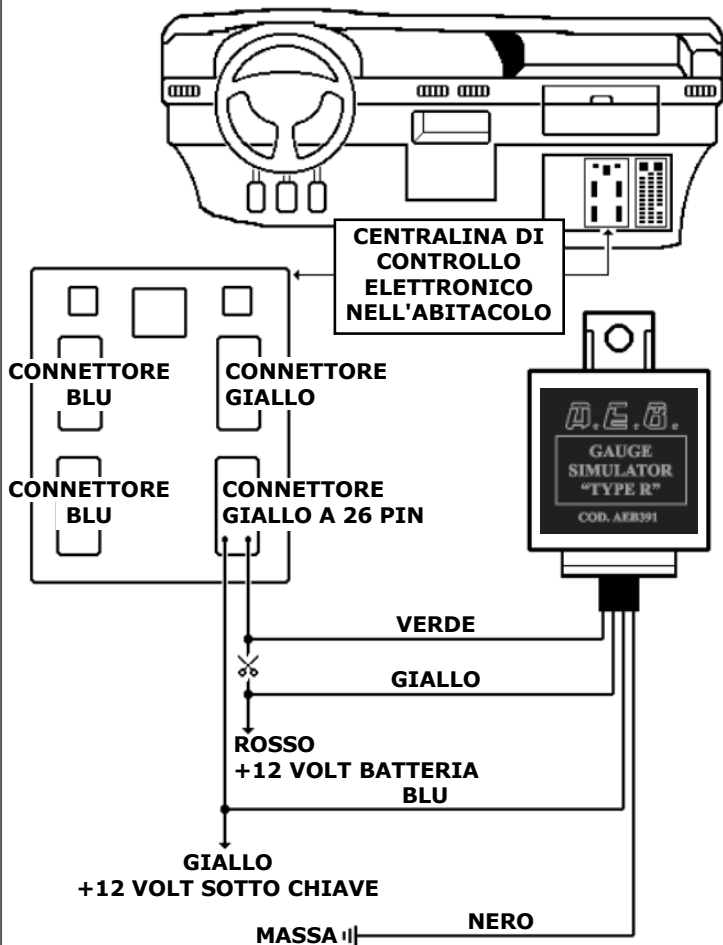 CENTRALINA DI
CONTROLLO
ELETTRONICO
NELL'ABITACOLO
CONNETTORE
BLU
CONNETTORE
GIALLO
CONNETTORE
BLU
CONNETTORE
GIALLO A 26 PIN
A.E.B.
GAUGE
SIMULATOR
“TYPE R”
COD. AEB391
VERDE
GIALLO
ROSSO
+12 VOLT BATTERIA
BLU
GIALLO
+12 VOLT SOTTO CHIAVE
NERO
MASSA